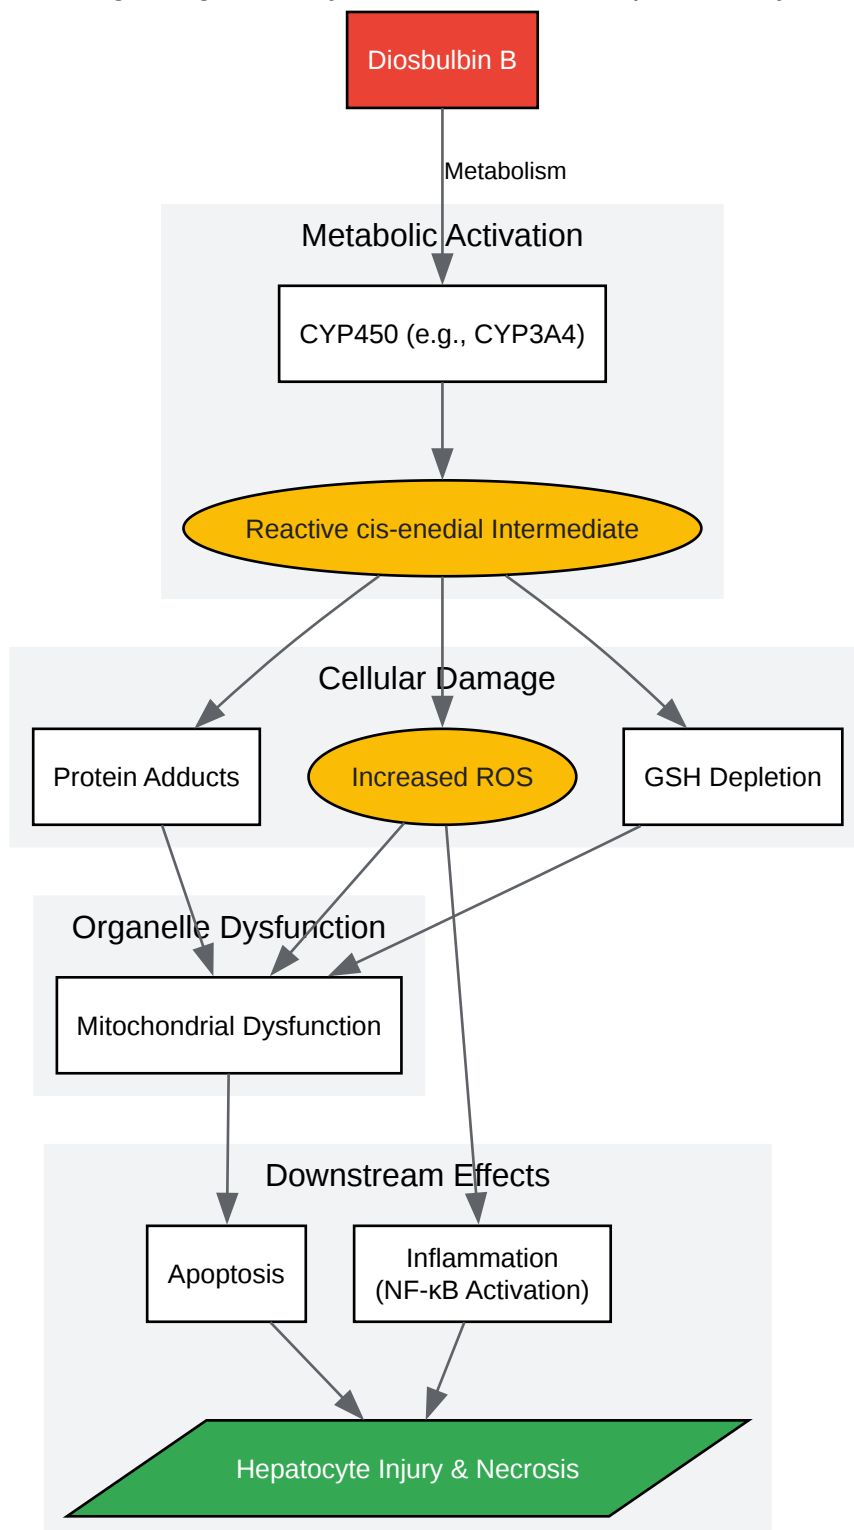 Diosbulbin B
Metabolism
Metabolic Activation
CYP450 (e.g., CYP3A4)
Reactive cis-enedial Intermediate
Cellular Damage
Protein Adducts
Increased ROS
GSH Depletion
Organelle Dysfunction
Mitochondrial Dysfunction
Downstream Effects
Apoptosis
Inflammation
(NF-κB Activation)
Hepatocyte Injury & Necrosis